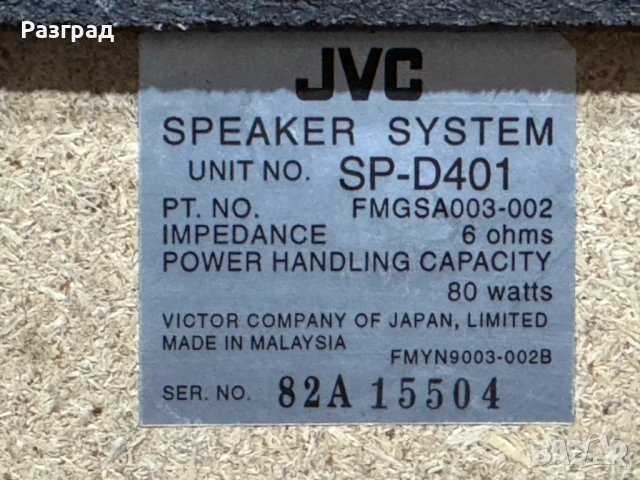 Разград
JVC
SPEAKER SYSTEM
UNIT NO. SP-D401
PT. NO. FMGSA003-002
IMPEDANCE 6 ohms
POWER HANDLING CAPACITY
80 watts
VICTOR COMPANY OF JAPAN, LIMITED
MADE IN MALAYSIA
FMYN9003-002B
SER. NO. 82A 15504
BAZAR